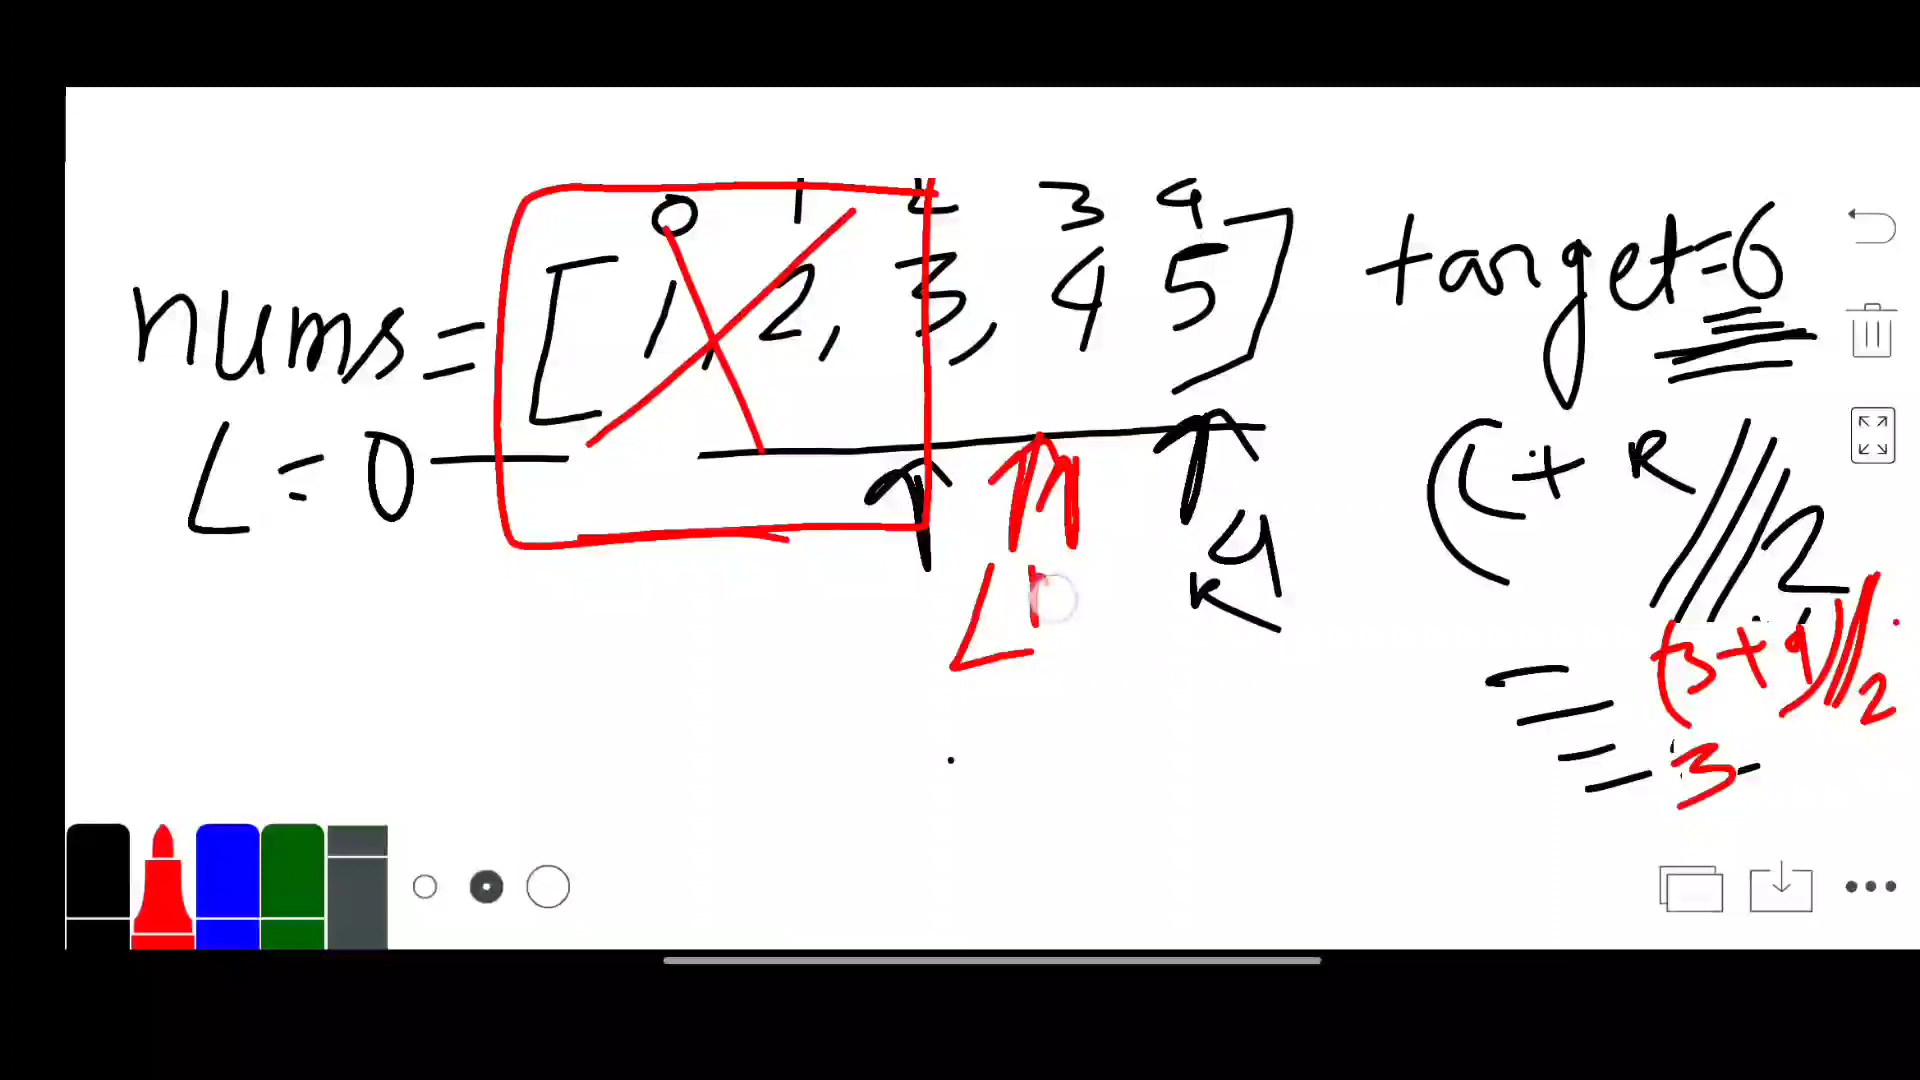 0 1 2 3 4
nums = [1, 2, 3, 4 5] target=6
L = 0
(L + R // 2
4
R
L
(3+4)//2
3